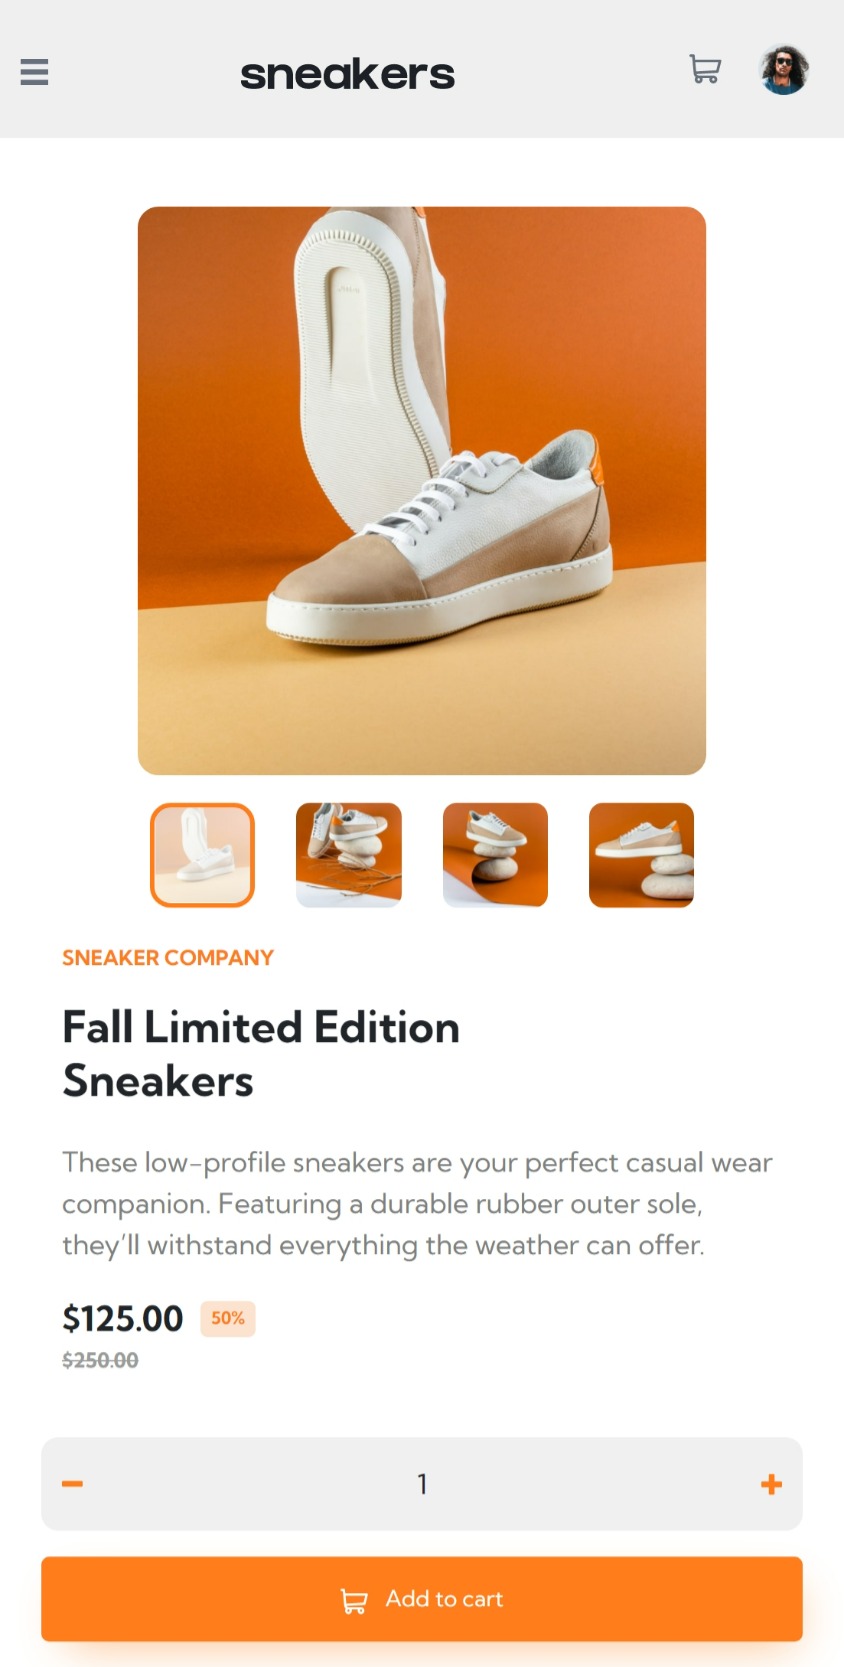 sneakers
SNEAKER COMPANY
Fall Limited Edition
Sneakers
These low-profile sneakers are your perfect casual wear
companion. Featuring a durable rubber outer sole,
they’ll withstand everything the weather can offer.
$125.00 50%
$250.00
1
Add to cart